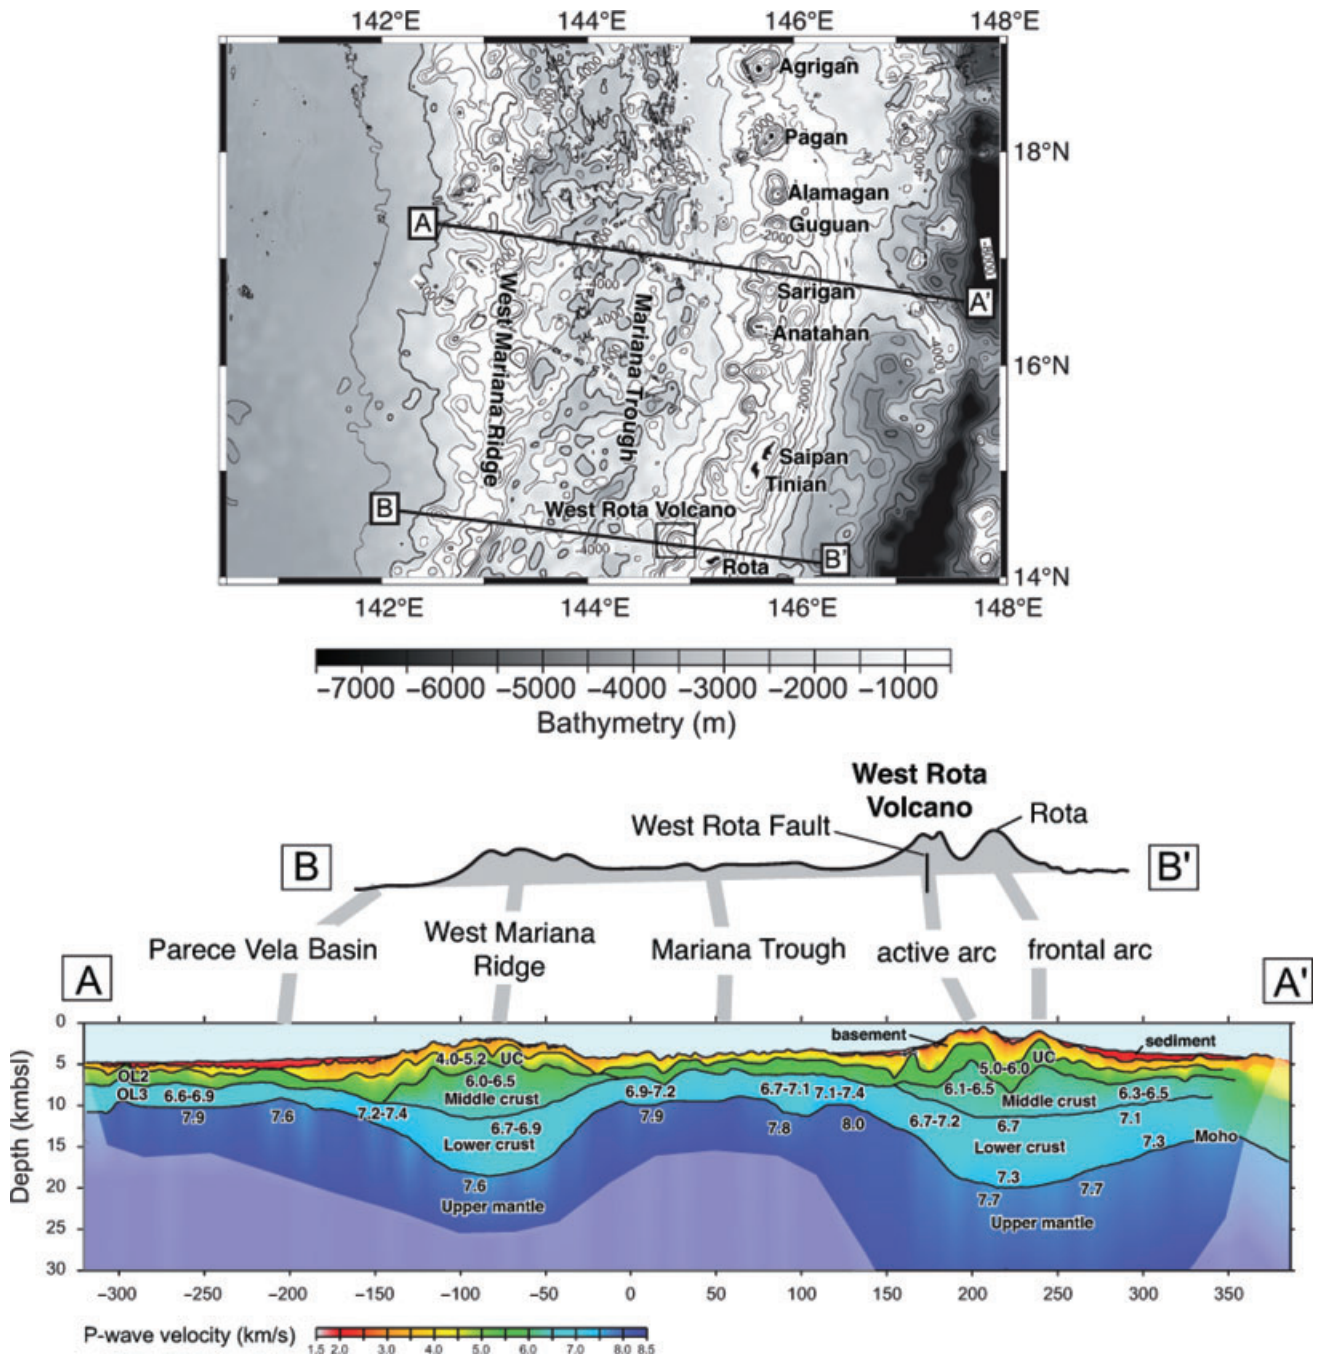 142°E 144°E 146°E 148°E
Agrigan
Pagan
18°N
Alamagan
Guguan
-2000
A
-8000
A'
Sarigan
Anatahan
-4000
-4000
-4000
-4000
16°N
-2000
West Mariana Ridge
Mariana Trough
Saipan
Tinian
B
West Rota Volcano
-4000
B'
Rota
14°N
142°E 144°E 146°E 148°E
−7000 −6000 −5000 −4000 −3000 −2000 −1000
Bathymetry (m)
West Rota
Volcano
West Rota Fault
Rota
B
B'
Parece Vela Basin
West Mariana
Ridge
Mariana Trough
active arc
frontal arc
A
A'
0
basement
sediment
5
4.0-5.2 UC
5.0-6.0
UC
OL2
6.0-6.5
6.9-7.2
6.7-7.1
7.1-7.4
6.1-6.5
6.3-6.5
OL3
6.6-6.9
Middle crust
Middle crust
10
7.9
7.6
7.2-7.4
6.7-6.9
7.9
7.8
8.0
6.7-7.2
6.7
7.1
Lower crust
Lower crust
7.3
Moho
15
7.6
7.3
20
7.7
7.7
Upper mantle
Upper mantle
25
30
Depth (kmbsl)
−300 −250 −200 −150 −100 −50 0 50 100 150 200 250 300 350
P-wave velocity (km/s)
1.5 2.0 3.0 4.0 5.0 6.0 7.0 8.0 8.5